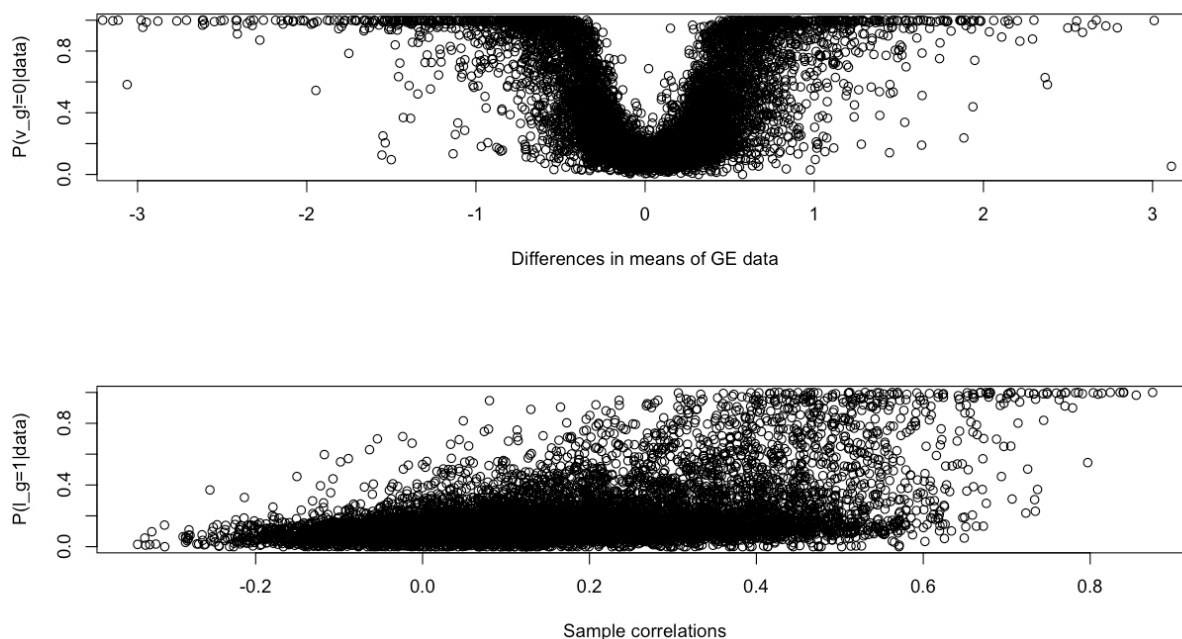 P(v_g!=0|data)
0.8
0.4
0.0
-3 -2 -1 0 1 2 3
Differences in means of GE data
P(I_g=1|data)
0.8
0.4
0.0
-0.2 0.0 0.2 0.4 0.6 0.8
Sample correlations